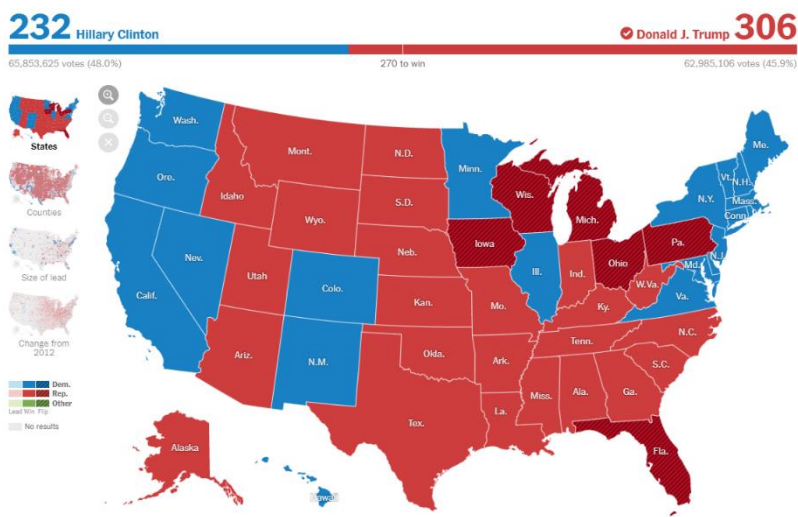 232 Hillary Clinton
Donald J. Trump 306
65,853,625 votes (48.0%)
270 to win
62,985,106 votes (45.9%)
States
Counties
Size of lead
Change from
2012
Dem.
Rep.
Other
Lead Win Flip
No results
Wash.
Ore.
Calif.
Nev.
Idaho
Mont.
Wyo.
Utah
Ariz.
Colo.
N.M.
N.D.
S.D.
Neb.
Kan.
Okla.
Tex.
Minn.
Iowa
Mo.
Ark.
La.
Wis.
Ill.
Mich.
Ind.
Ohio
Ky.
Tenn.
Miss.
Ala.
Ga.
Fla.
S.C.
N.C.
Va.
W.Va.
Pa.
Md.
N.J.
N.Y.
Conn.
Mass.
Vt.
N.H.
Me.
Alaska
Hawaii